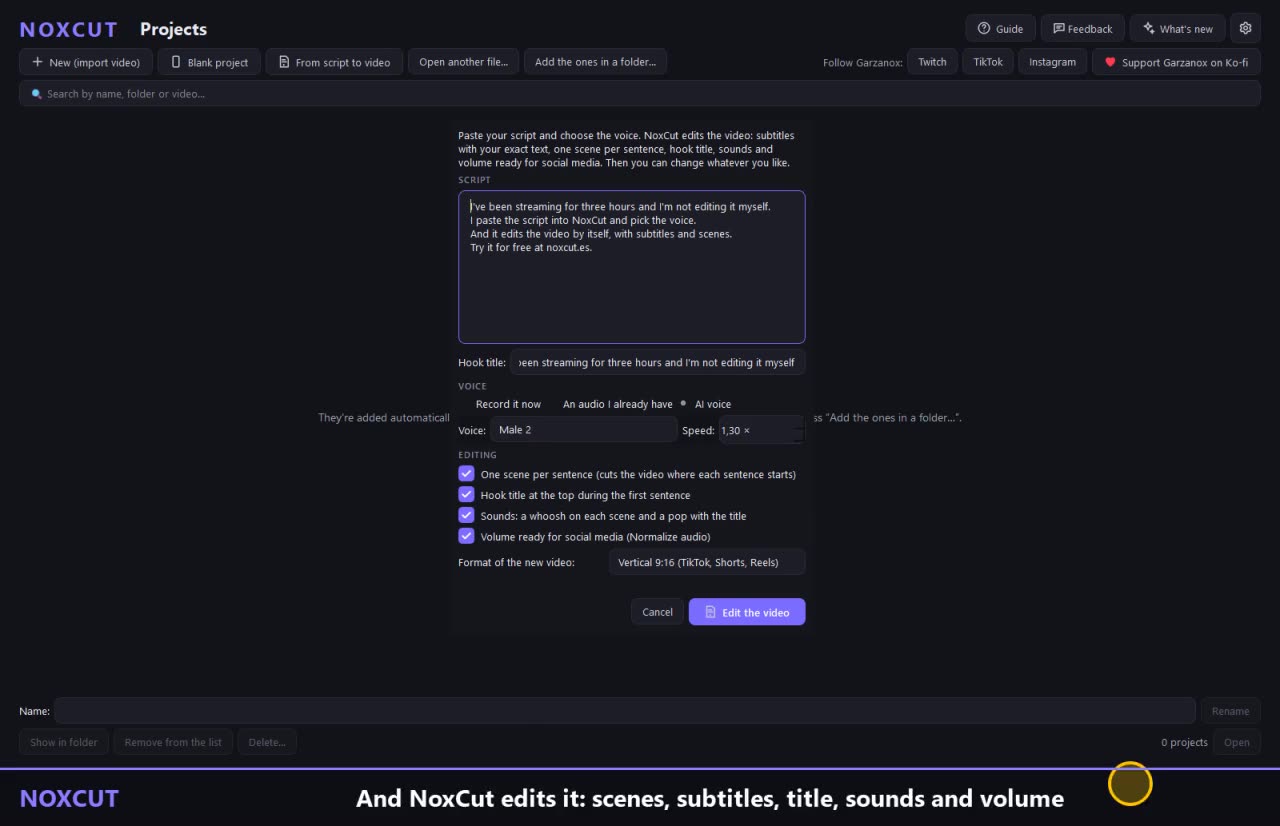 NOXCUT Projects Guide Feedback What's new
New (import video) Blank project From script to video Open another file... Add the ones in a folder... Follow Garzanox: Twitch TikTok Instagram Support Garzanox on Ko-fi
Search by name, folder or video...
Paste your script and choose the voice. NoxCut edits the video: subtitles
with your exact text, one scene per sentence, hook title, sounds and
volume ready for social media. Then you can change whatever you like.
SCRIPT
I've been streaming for three hours and I'm not editing it myself.
I paste the script into NoxCut and pick the voice.
And it edits the video by itself, with subtitles and scenes.
Try it for free at noxcut.es.
Hook title: been streaming for three hours and I'm not editing it myself
VOICE
Record it now An audio I already have AI voice
They're added automaticall ss "Add the ones in a folder...".
Voice: Male 2 Speed: 1,30 ×
EDITING
One scene per sentence (cuts the video where each sentence starts)
Hook title at the top during the first sentence
Sounds: a whoosh on each scene and a pop with the title
Volume ready for social media (Normalize audio)
Format of the new video: Vertical 9:16 (TikTok, Shorts, Reels)
Cancel Edit the video
Name: Rename
Show in folder Remove from the list Delete... 0 projects Open
NOXCUT And NoxCut edits it: scenes, subtitles, title, sounds and volume